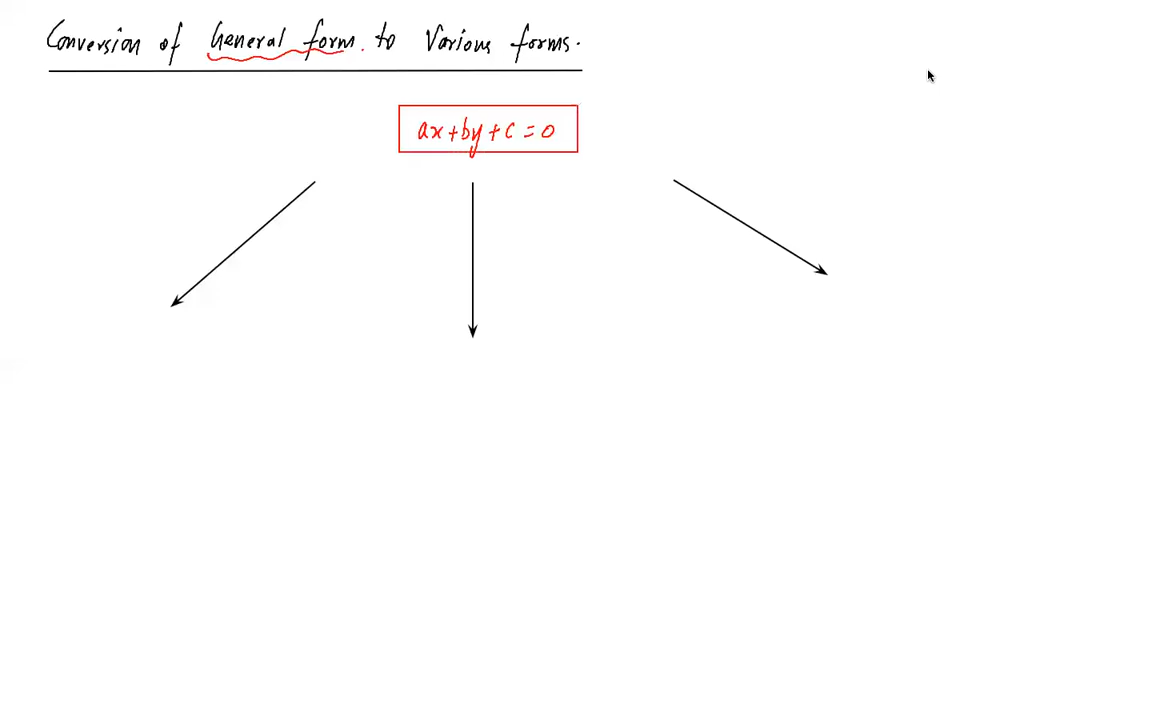 Conversion of General form. to Various forms.
ax+by+c=0